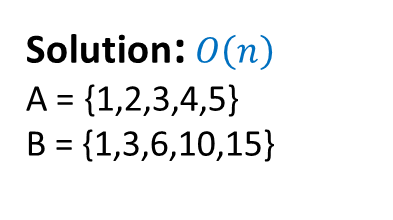 Solution: O(n)
A = {1,2,3,4,5}
B = {1,3,6,10,15}